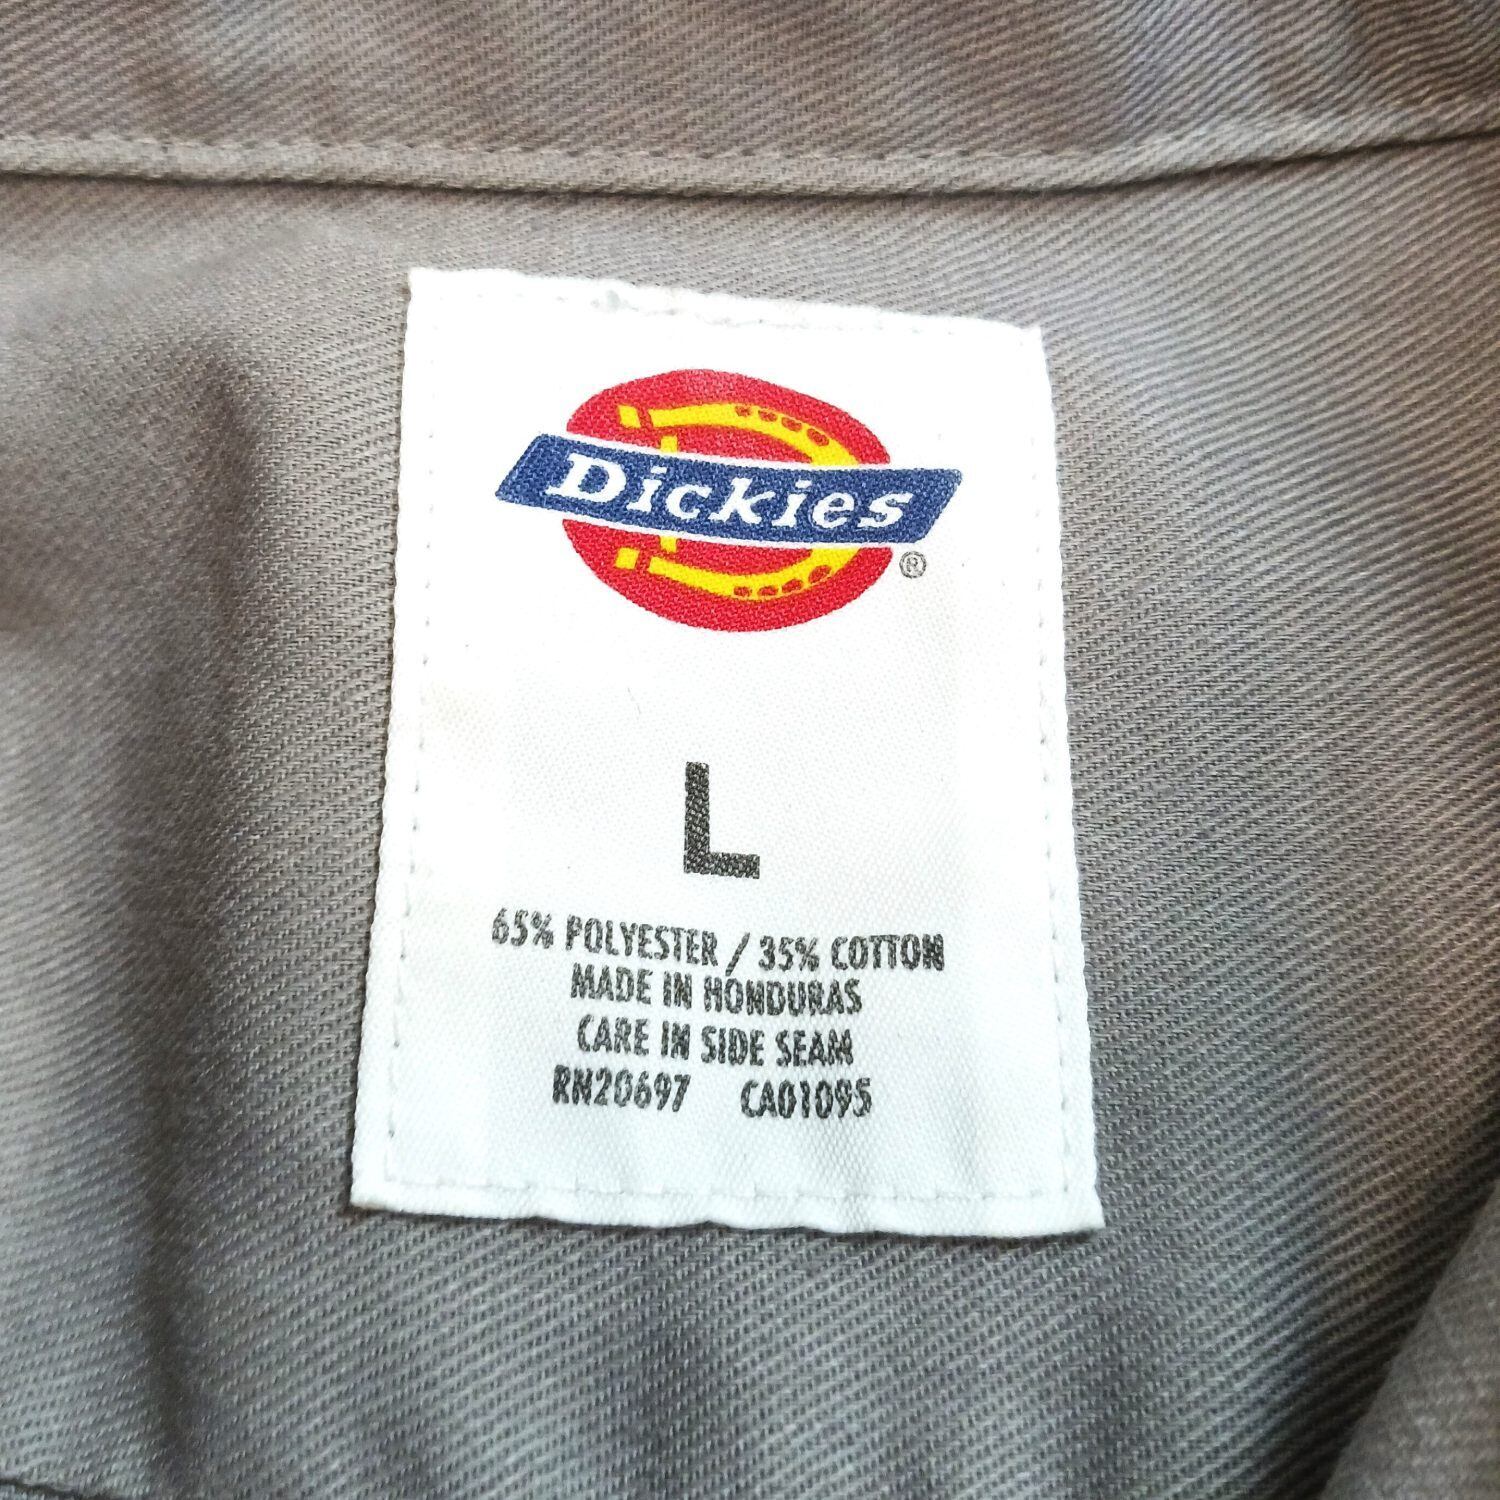 Dickies
®
L
65% POLYESTER / 35% COTTON
MADE IN HONDURAS
CARE IN SIDE SEAM
RN20697 CA01095